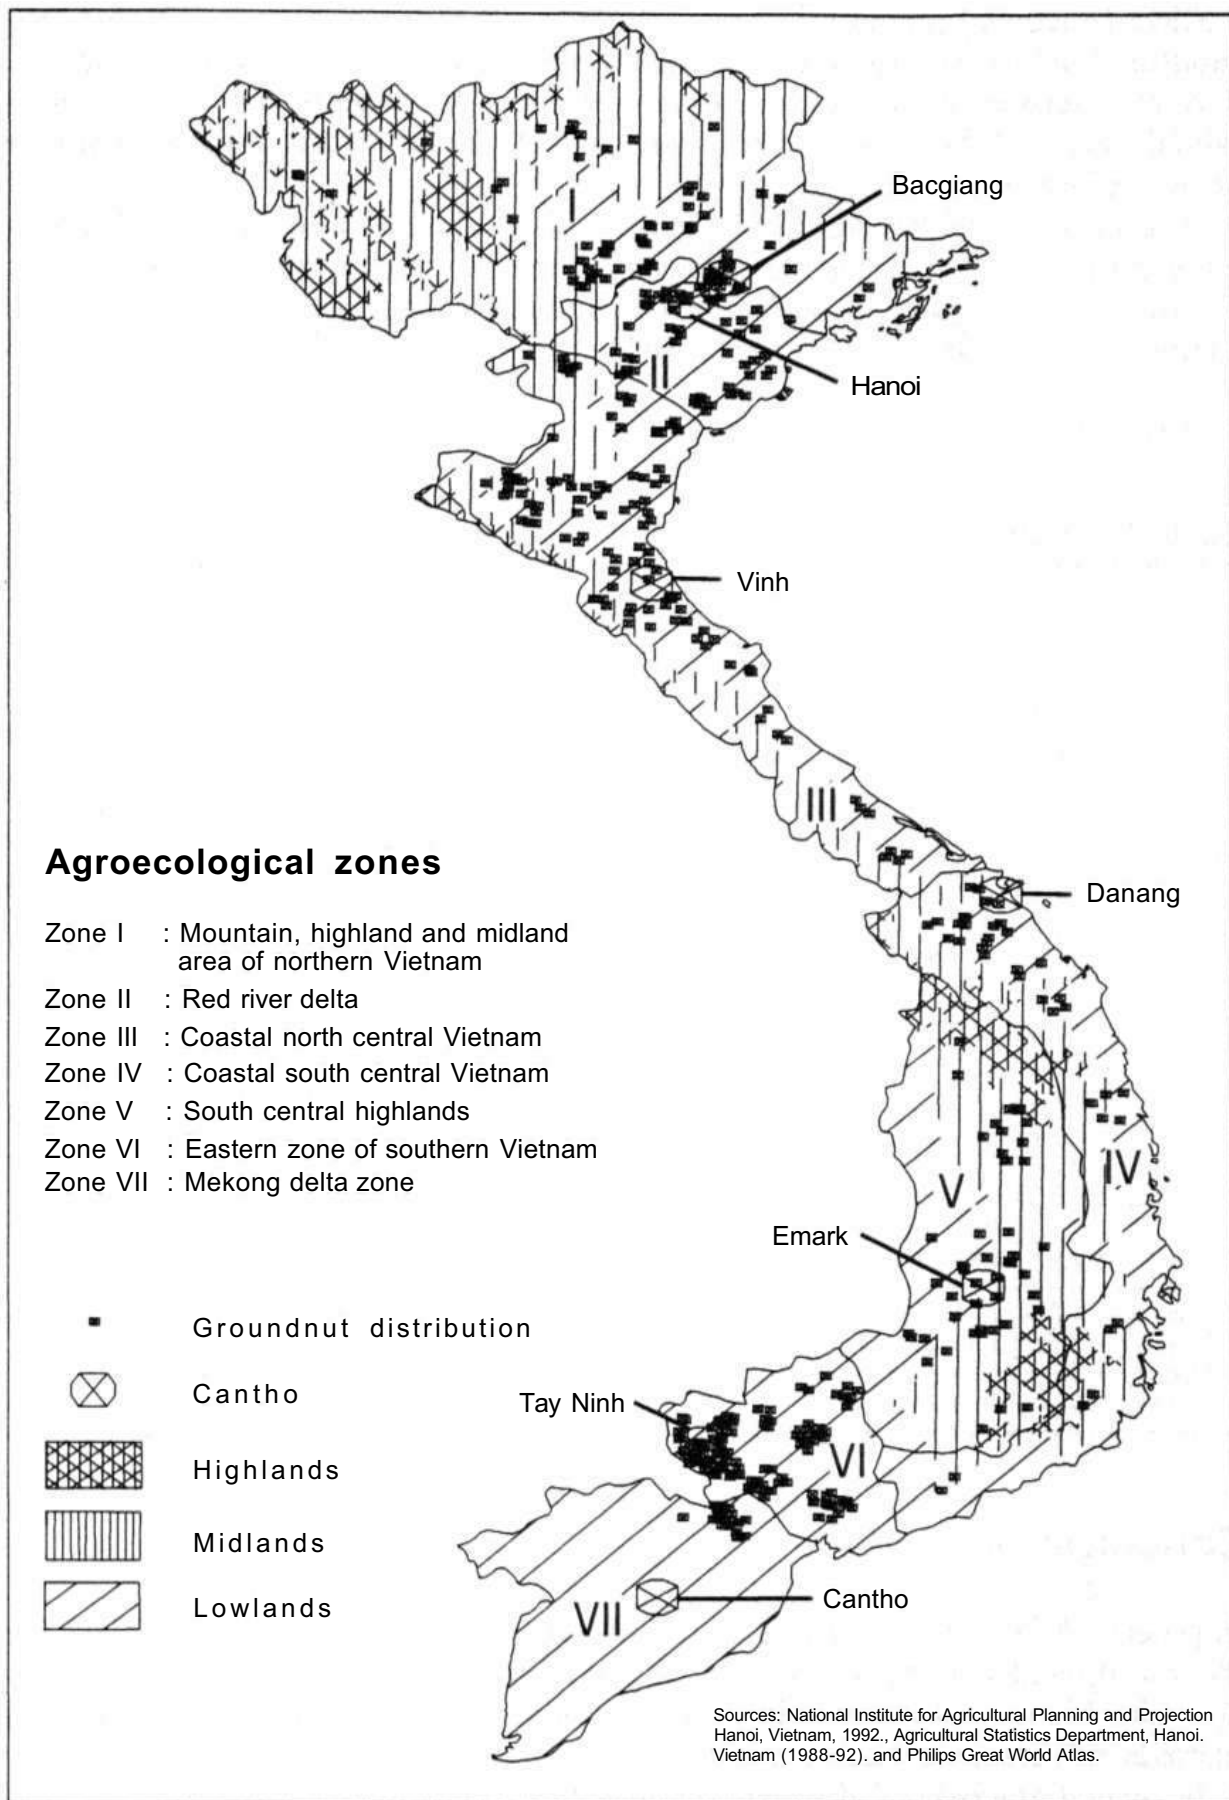 Bacgiang
I
Hanoi
II
Vinh
III
Agroecological zones
Danang
Zone I : Mountain, highland and midland
area of northern Vietnam
Zone II : Red river delta
Zone III : Coastal north central Vietnam
Zone IV : Coastal south central Vietnam
Zone V : South central highlands
Zone VI : Eastern zone of southern Vietnam
Zone VII : Mekong delta zone
IV
V
Emark
Groundnut distribution
Cantho
Tay Ninh
Highlands
VI
Midlands
Lowlands
Cantho
VII
Sources: National Institute for Agricultural Planning and Projection
Hanoi, Vietnam, 1992., Agricultural Statistics Department, Hanoi.
Vietnam (1988-92). and Philips Great World Atlas.